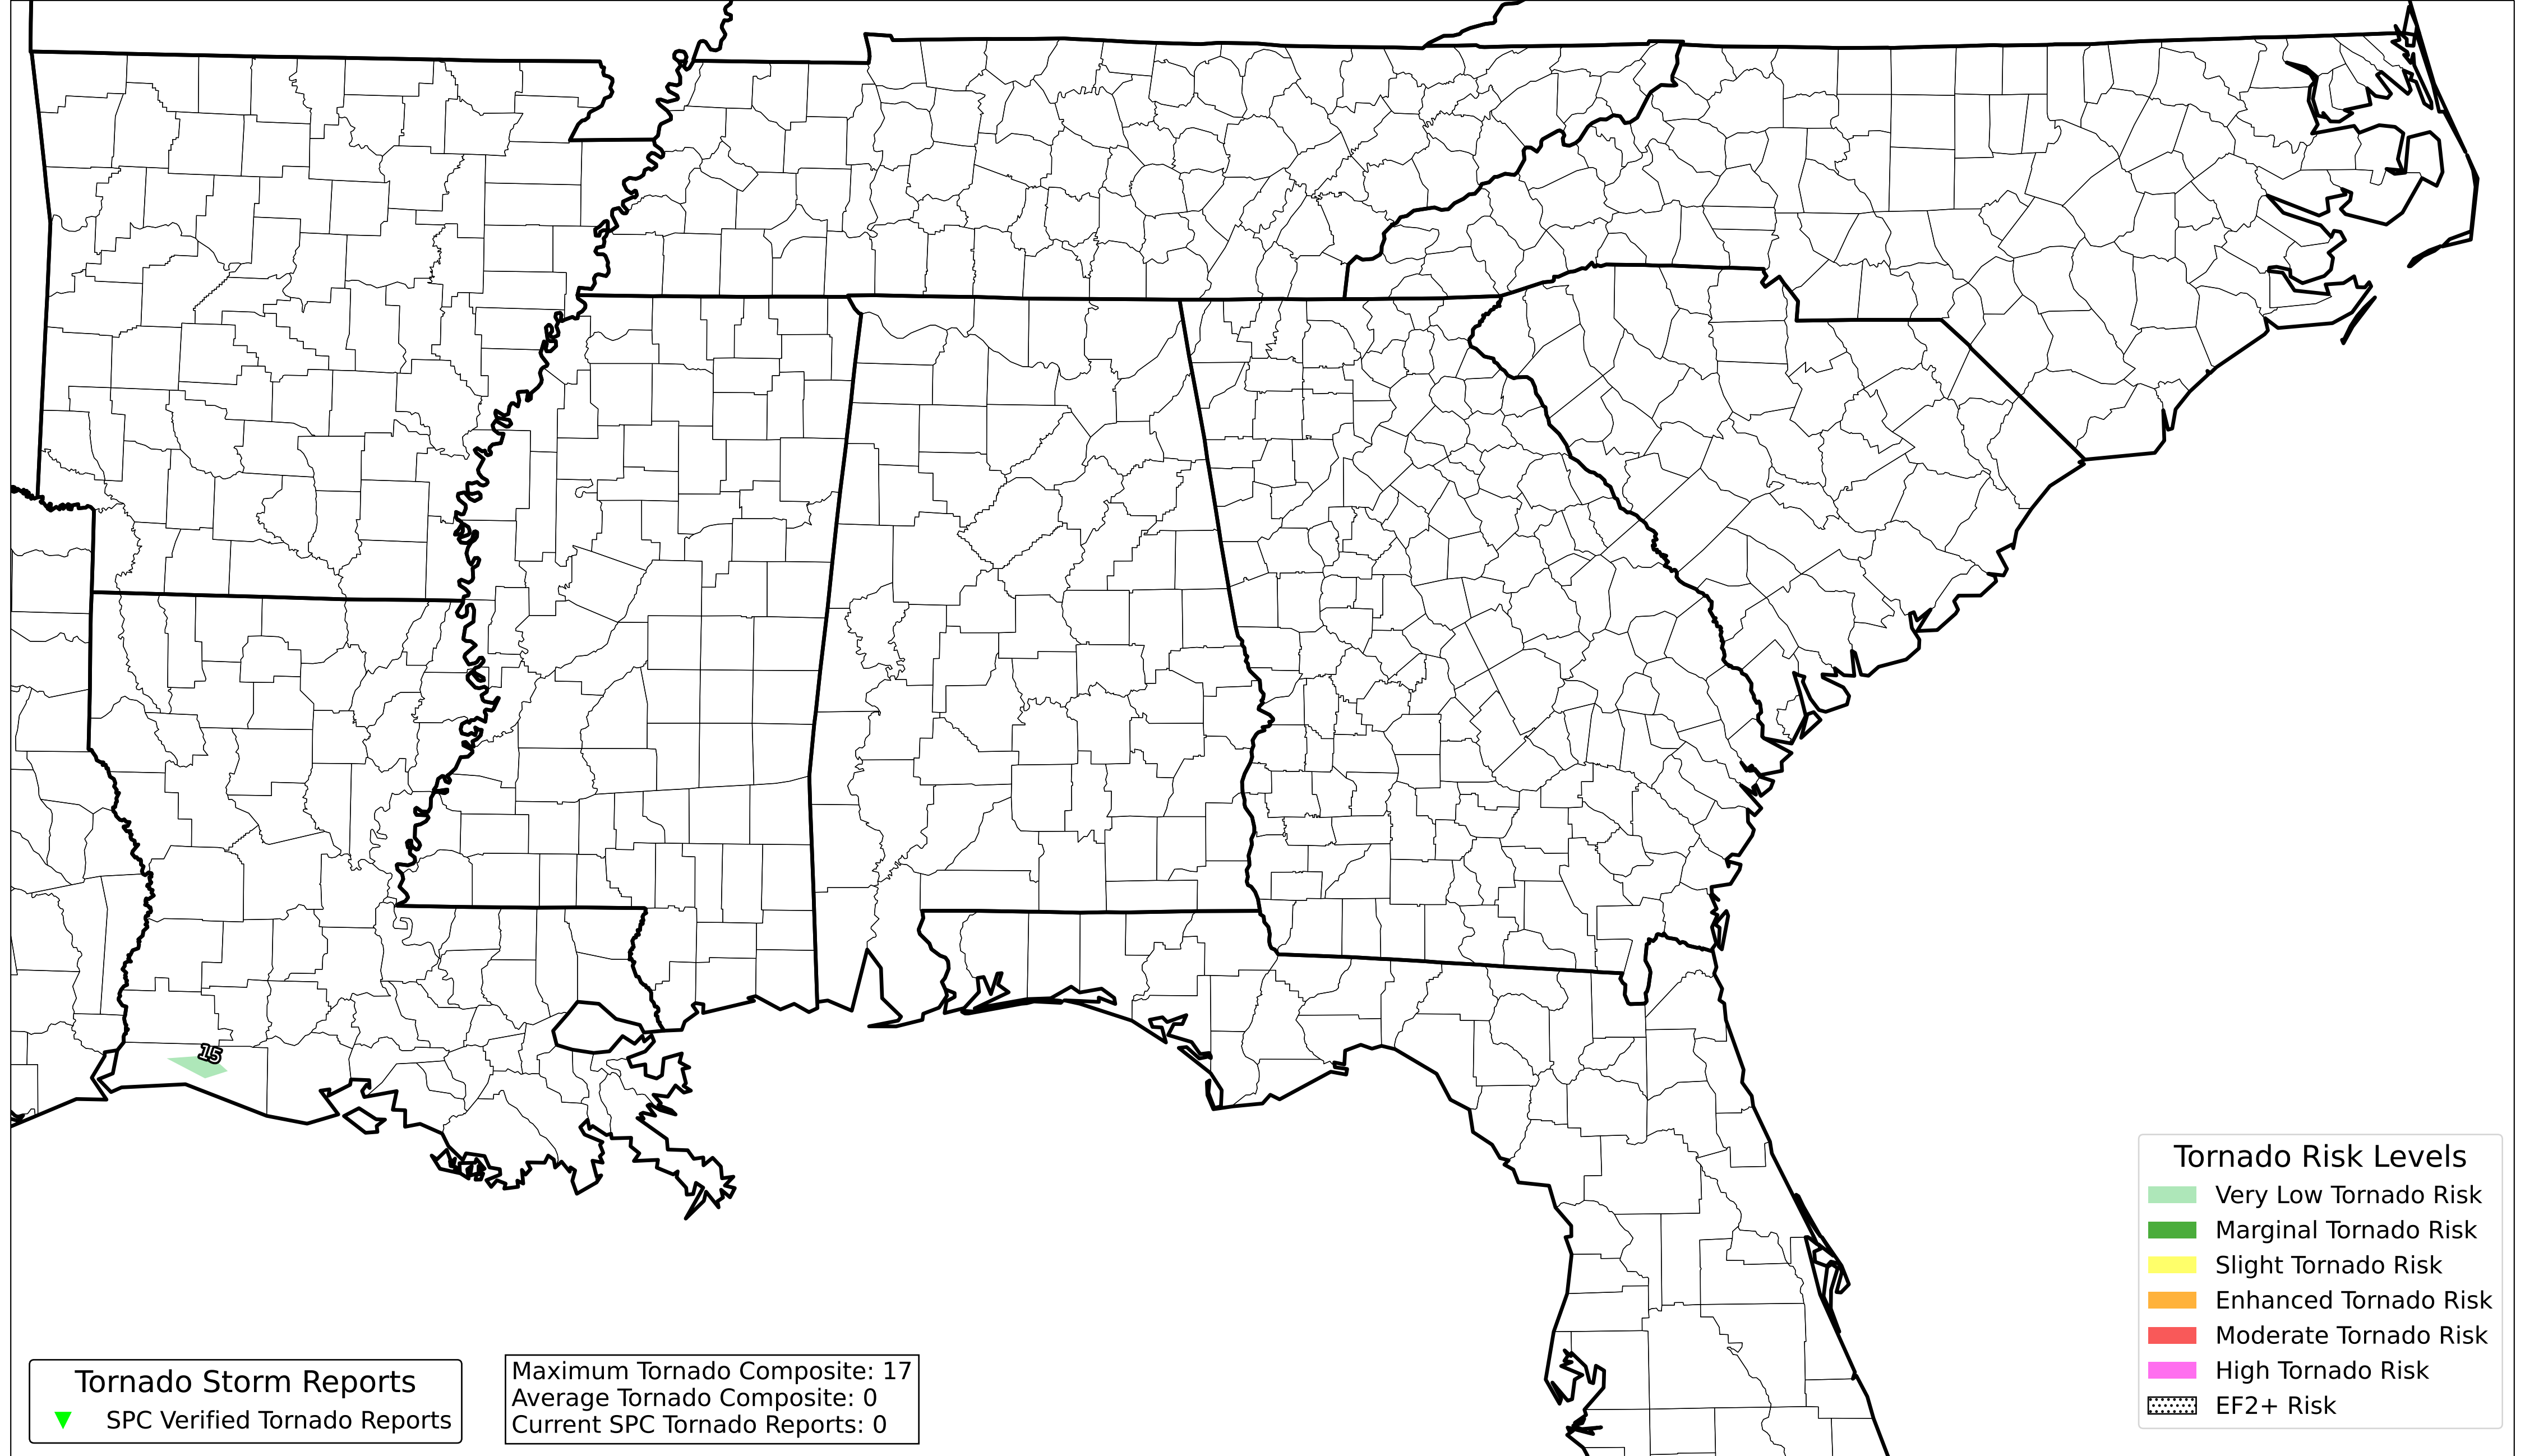 15
Tornado Risk Levels
Very Low Tornado Risk
Marginal Tornado Risk
Slight Tornado Risk
Enhanced Tornado Risk
Moderate Tornado Risk
High Tornado Risk
EF2+ Risk
Tornado Storm Reports
SPC Verified Tornado Reports
Maximum Tornado Composite: 17
Average Tornado Composite: 0
Current SPC Tornado Reports: 0